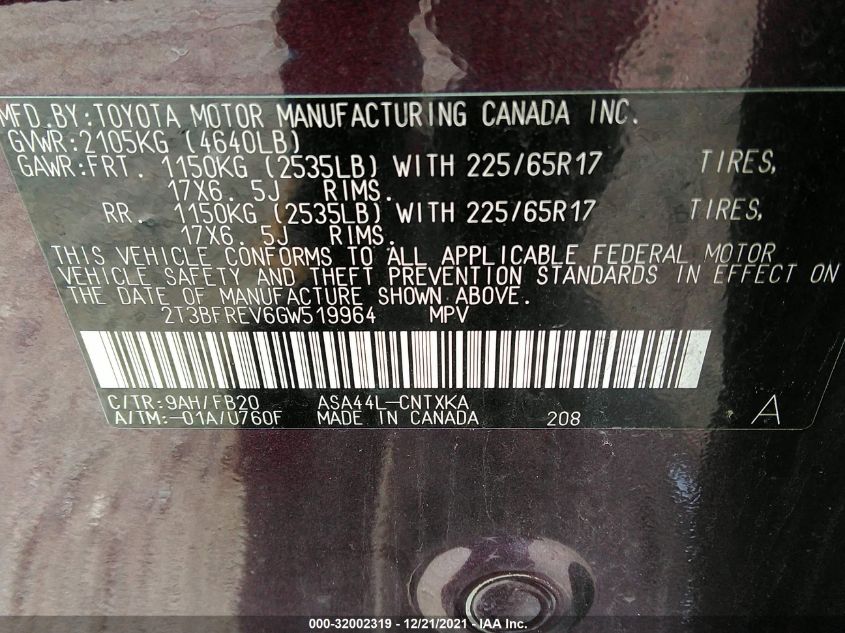 MFD.BY:TOYOTA MOTOR MANUFACTURING CANADA INC.
GVWR:2105KG (4640LB)
GAWR:FRT. 1150KG (2535LB) WITH 225/65R17 TIRES,
17X6. 5J RIMS.
RR. 1150KG (2535LB) WITH 225/65R17 TIRES,
17X6. 5J RIMS.
THIS VEHICLE CONFORMS TO ALL APPLICABLE FEDERAL MOTOR
VEHICLE SAFETY AND THEFT PREVENTION STANDARDS IN EFFECT ON
THE DATE OF MANUFACTURE SHOWN ABOVE.
2T3BFREV6GW519964 MPV
C/TR:9AH/FB20 ASA44L-CNTXKA
A/TM:-01A/U760F MADE IN CANADA 208 A
000-32002319 - 12/21/2021 - IAA Inc.